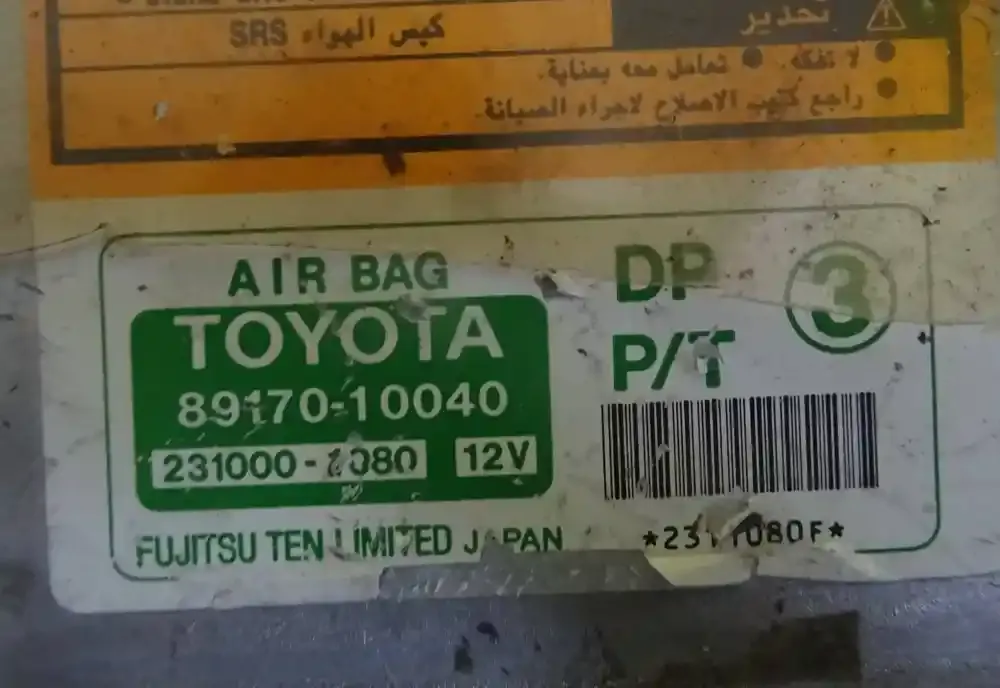 تحذير
كيس الهواء SRS
لا تفكه. تعامل معه بعناية.
راجع كتيب الاصلاح لاجراء الصيانة.
AIR BAG
TOYOTA
89170-10040
231000-1080 12V
FUJITSU TEN LIMITED JAPAN
DP
P/T
3
*2311080F*